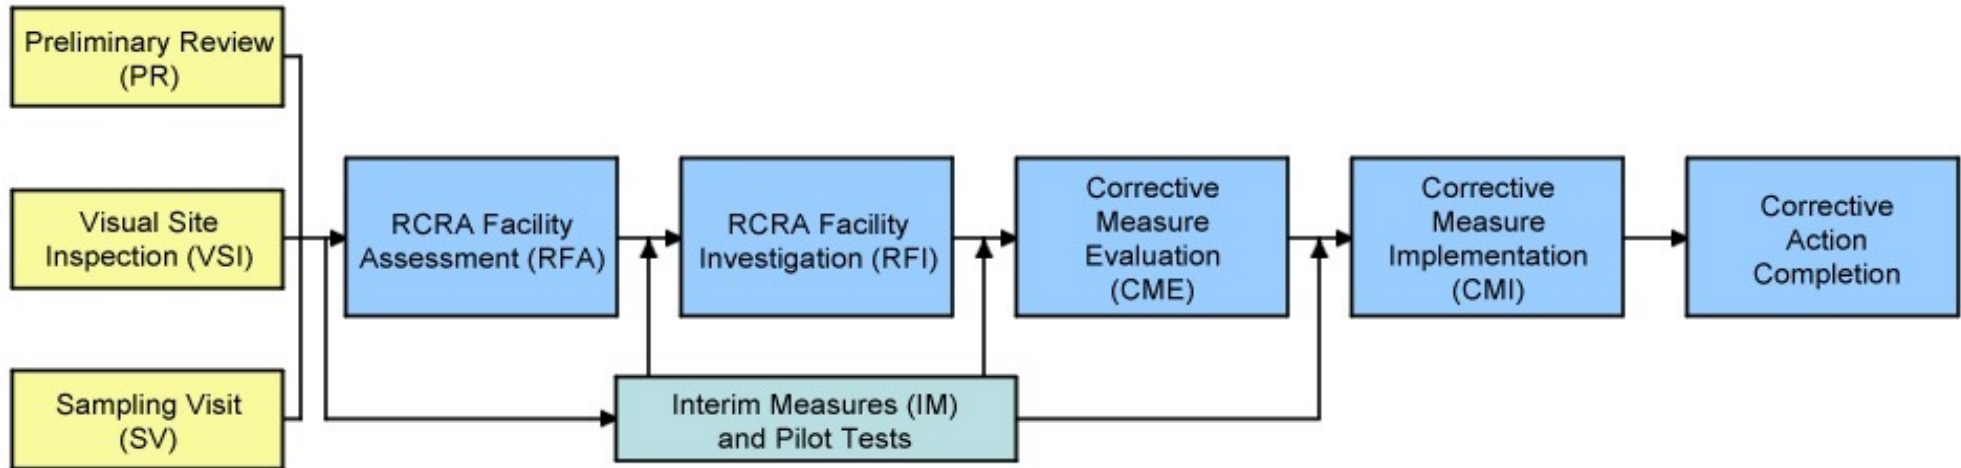 Preliminary Review
(PR)
Visual Site
Inspection (VSI)
Sampling Visit
(SV)
RCRA Facility
Assessment (RFA)
RCRA Facility
Investigation (RFI)
Corrective
Measure
Evaluation
(CME)
Corrective
Measure
Implementation
(CMI)
Corrective
Action
Completion
Interim Measures (IM)
and Pilot Tests